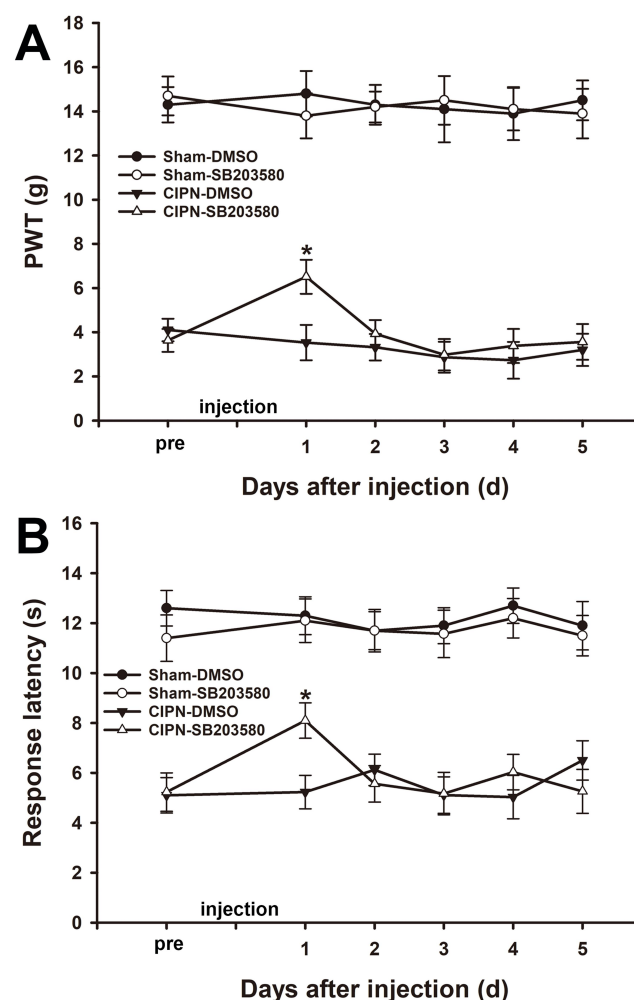 A
18
16
14
12
10
8
6
4
2
0
PWT (g)
Sham-DMSO
Sham-SB203580
CIPN-DMSO
CIPN-SB203580
*
injection
pre 1 2 3 4 5
Days after injection (d)
B
16
14
12
10
8
6
4
2
0
Response latency (s)
Sham-DMSO
Sham-SB203580
CIPN-DMSO
CIPN-SB203580
*
injection
pre 1 2 3 4 5
Days after injection (d)